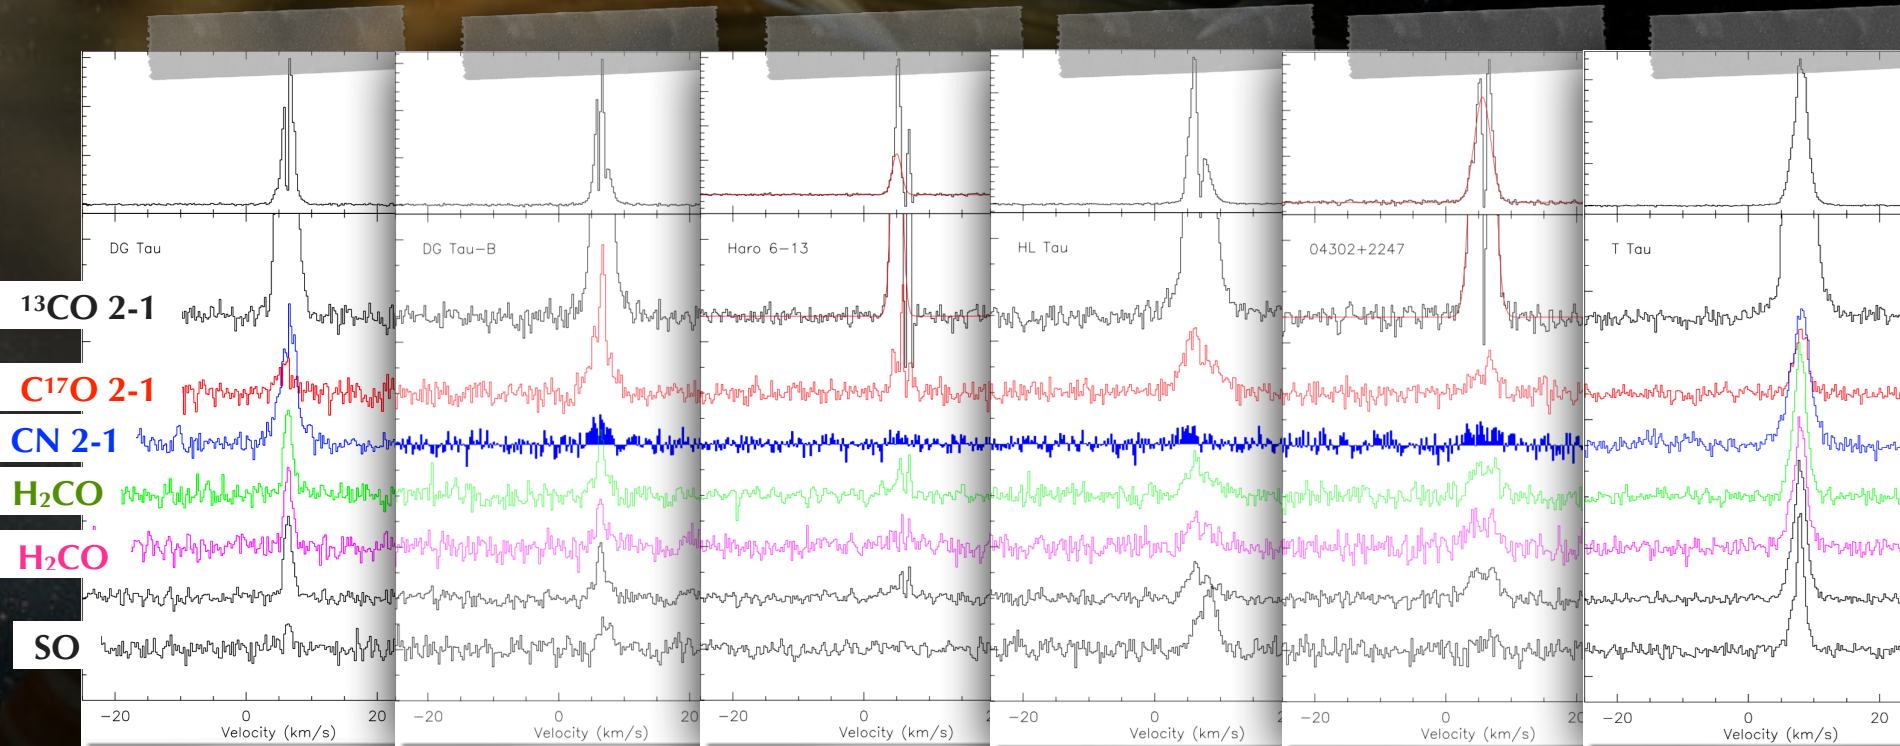 DG Tau
DG Tau-B
Haro 6-13
HL Tau
04302+2247
T Tau
¹³CO 2-1
C¹⁷O 2-1
CN 2-1
H₂CO
H₂CO
SO
-20 0 20
-20 0 20
-20 0 2
-20 0 2
-20 0 20
-20 0 20
Velocity (km/s)
Velocity (km/s)
Velocity (km/s)
Velocity (km/s)
Velocity (km/s)
Velocity (km/s)